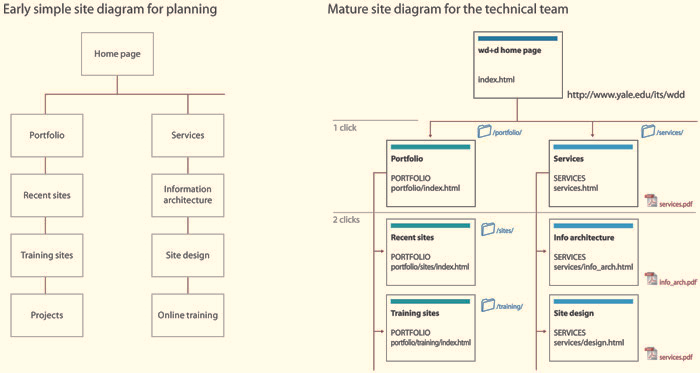 Early simple site diagram for planning
Home page
Portfolio
Services
Recent sites
Information
architecture
Training sites
Site design
Projects
Online training
Mature site diagram for the technical team
wd+d home page
index.html
http://www.yale.edu/its/wdd
1 click
/portfolio/
/services/
Portfolio
PORTFOLIO
portfolio/index.html
Services
SERVICES
services.html
services.pdf
2 clicks
Recent sites
PORTFOLIO
portfolio/sites/index.html
/sites/
Info architecture
SERVICES
services/info_arch.html
info_arch.pdf
Training sites
PORTFOLIO
portfolio/training/index.html
/training/
Site design
SERVICES
services/design.html
services.pdf